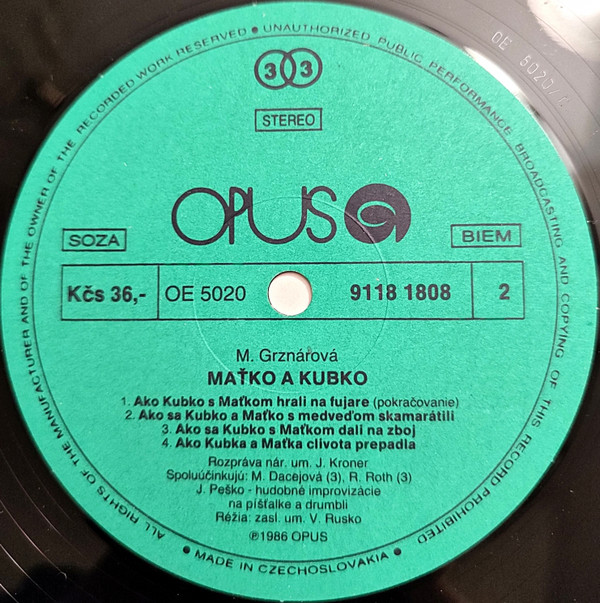 ALL RIGHTS OF THE MANUFACTURER AND OF THE OWNER OF THE RECORDED WORK RESERVED • UNAUTHORIZED PUBLIC PERFORMANCE BROADCASTING AND COPYING OF THIS RECORD PROHIBITED
33
STEREO
OPUS
SOZA
BIEM
Kčs 36,- OE 5020 9118 1808 2
M. Grznárová
MAŤKO A KUBKO
1. Ako Kubko s Maťkom hrali na fujare (pokračovanie)
2. Ako sa Kubko a Maťko s medveďom skamarátili
3. Ako sa Kubko s Maťkom dali na zboj
4. Ako Kubka a Maťka clivota prepadla
Rozpráva nár. um. J. Kroner
Spoluúčinkujú: M. Dacejová (3), R. Roth (3)
J. Peško - hudobné improvizácie
na píšťalke a drumbli
Réžia: zasl. um. V. Rusko
℗1986 OPUS
• MADE IN CZECHOSLOVAKIA •